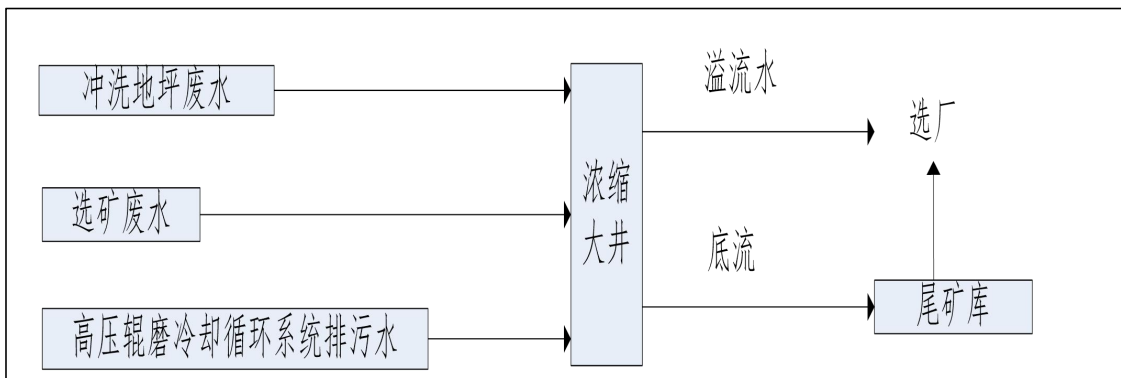 冲洗地坪废水
溢流水
选厂
选矿废水
浓缩
大井
底流
高压辊磨冷却循环系统排污水
尾矿库